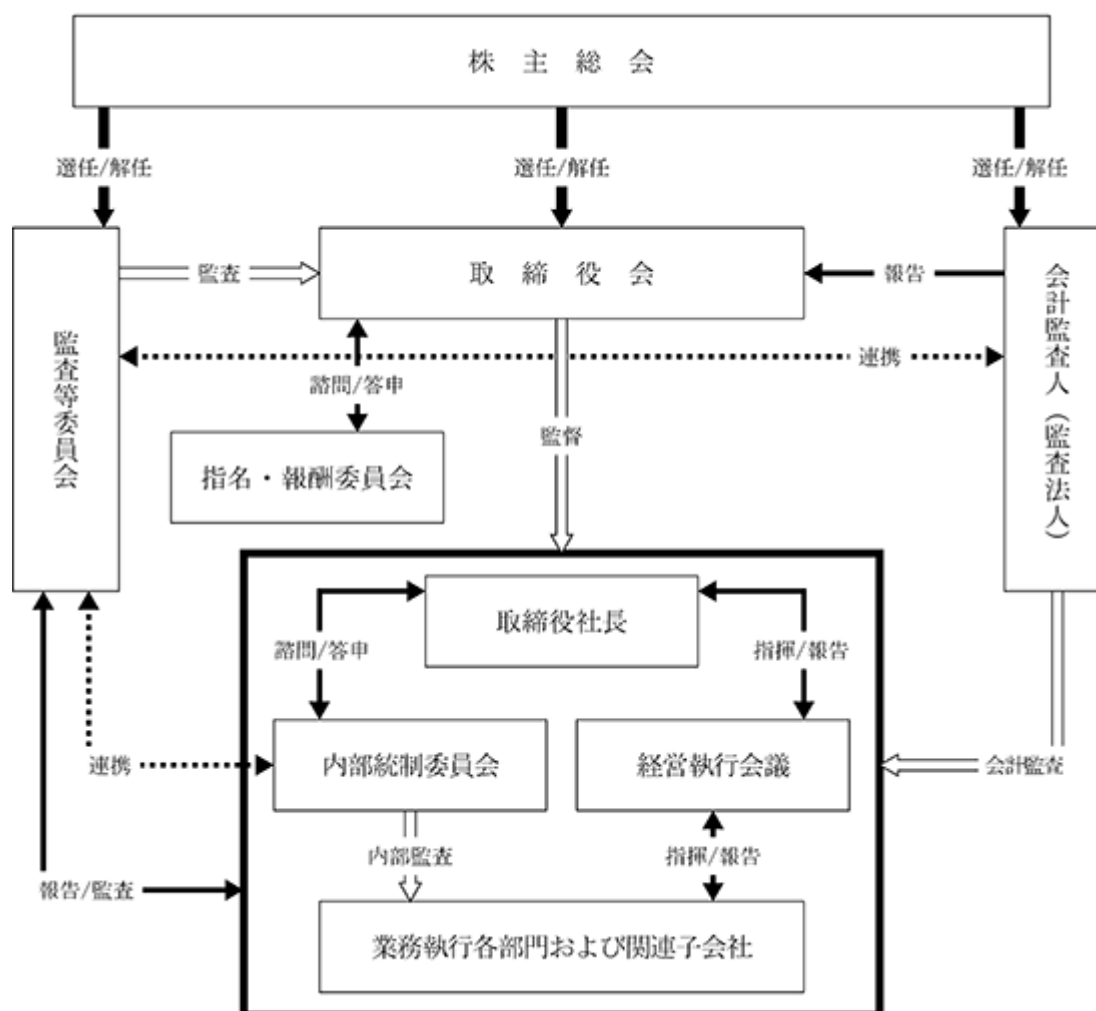 株主総会
選任/解任
選任/解任
選任/解任
監査等委員会
監査
取締役会
報告
会計監査人（監査法人）
連携
諮問/答申
指名・報酬委員会
監督
取締役社長
諮問/答申
指揮/報告
内部統制委員会
経営執行会議
連携
会計監査
内部監査
指揮/報告
報告/監査
業務執行各部門および関連子会社